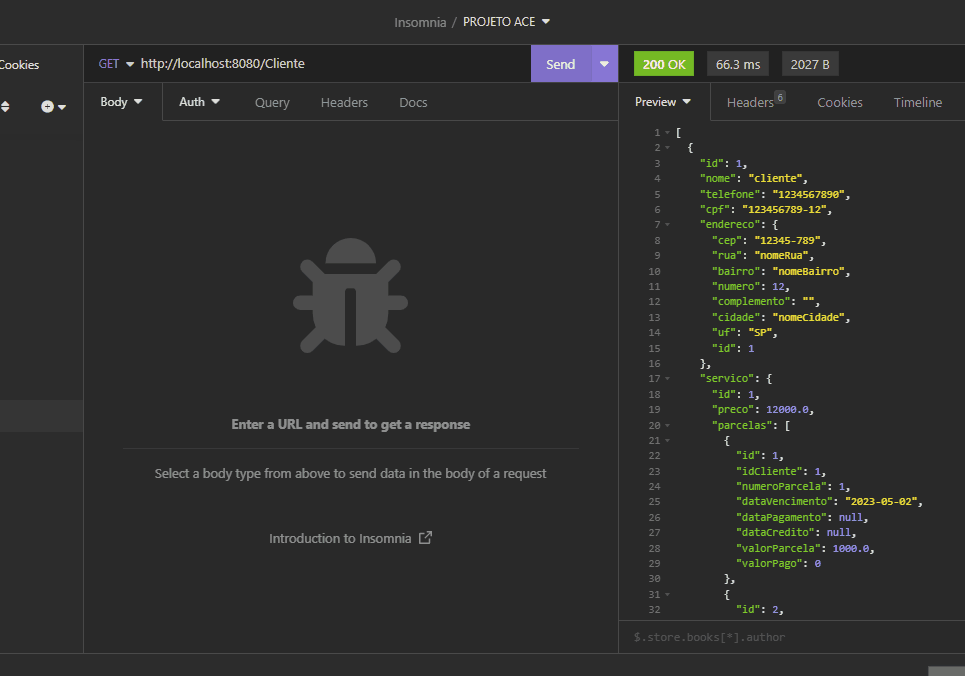 Insomnia / PROJETO ACE
Cookies
GET http://localhost:8080/Cliente
Send
200 OK
66.3 ms
2027 B
Body
Auth
Query
Headers
Docs
Preview
Headers 6
Cookies
Timeline
Enter a URL and send to get a response
Select a body type from above to send data in the body of a request
Introduction to Insomnia
1 [
2 {
3 "id": 1,
4 "nome": "cliente",
5 "telefone": "1234567890",
6 "cpf": "123456789-12",
7 "endereco": {
8 "cep": "12345-789",
9 "rua": "nomeRua",
10 "bairro": "nomeBairro",
11 "numero": 12,
12 "complemento": "",
13 "cidade": "nomeCidade",
14 "uf": "SP",
15 "id": 1
16 },
17 "servico": {
18 "id": 1,
19 "preco": 12000.0,
20 "parcelas": [
21 {
22 "id": 1,
23 "idCliente": 1,
24 "numeroParcela": 1,
25 "dataVencimento": "2023-05-02",
26 "dataPagamento": null,
27 "dataCredito": null,
28 "valorParcela": 1000.0,
29 "valorPago": 0
30 },
31 {
32 "id": 2,
$.store.books[*].author